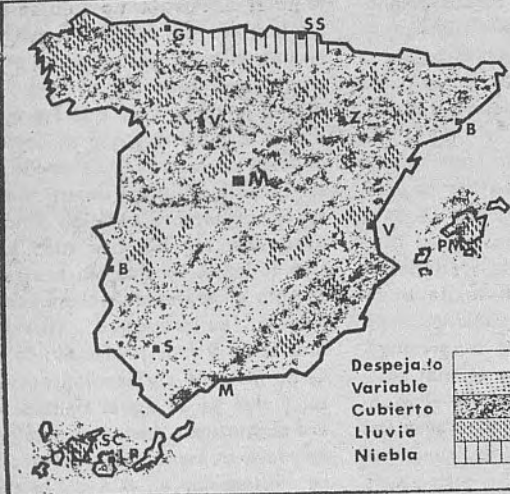 G
SS
V
Z
B
M
V
PM
B
S
M
SC
LP
Despejado
Variable
Cubierto
Lluvia
Niebla